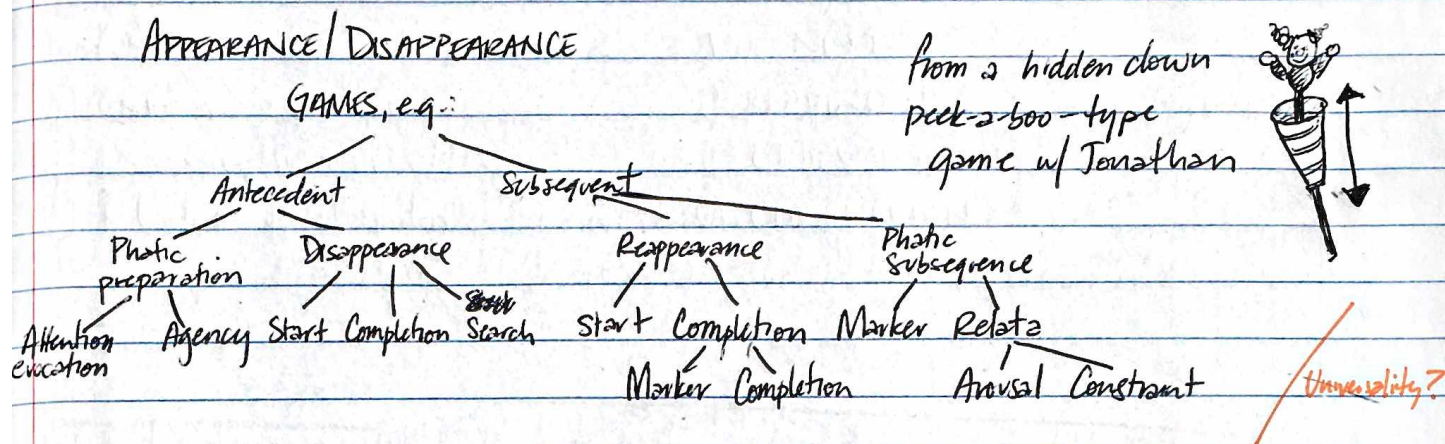 APPEARANCE/DISAPPEARANCE
GAMES, e.g.:
from a hidden clown
peek-a-boo-type
game w/ Jonathan
Antecedent Subsequent
Phatic preparation Disappearance Reappearance Phatic Subsequence
Attention evocation Agency Start Completion Search Start Completion Marker Relata
Marker Completion Arousal Constraint
Universality?